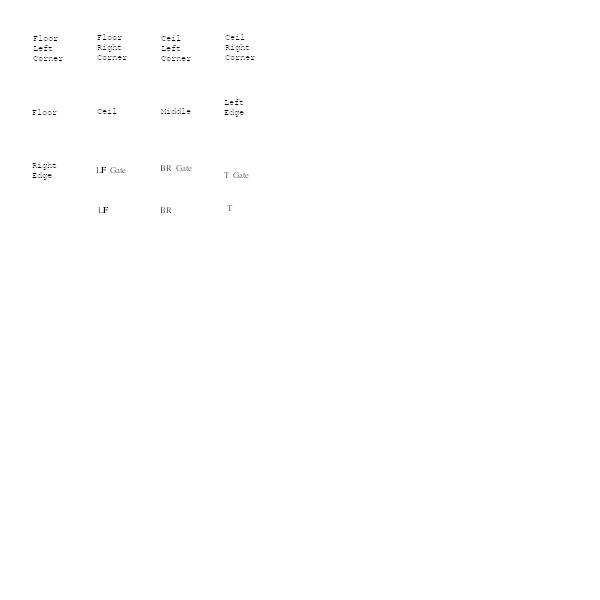 Floor Left Corner
Floor Right Corner
Ceil Left Corner
Ceil Right Corner
Floor
Ceil
Middle
Left Edge
Right Edge
LF Gate
BR Gate
T Gate
LF
BR
T